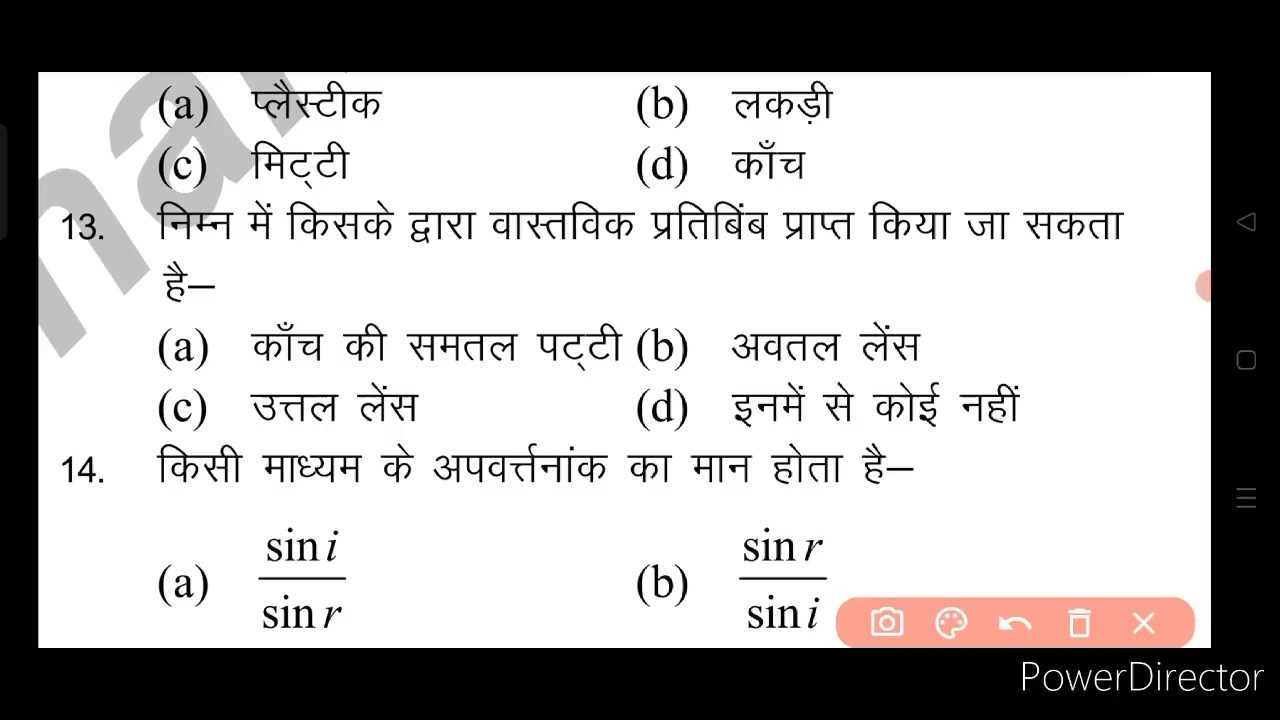 (a) प्लैस्टीक (b) लकड़ी
(c) मिट्‌टी (d) काँच
13. निम्न में किसके द्वारा वास्तविक प्रतिबिंब प्राप्त किया जा सकता
है–
(a) काँच की समतल पट्‌टी (b) अवतल लेंस
(c) उत्तल लेंस (d) इनमें से कोई नहीं
14. किसी माध्यम के अपवर्त्तनांक का मान होता है–
(a) sin i / sin r (b) sin r / sin i
PowerDirector